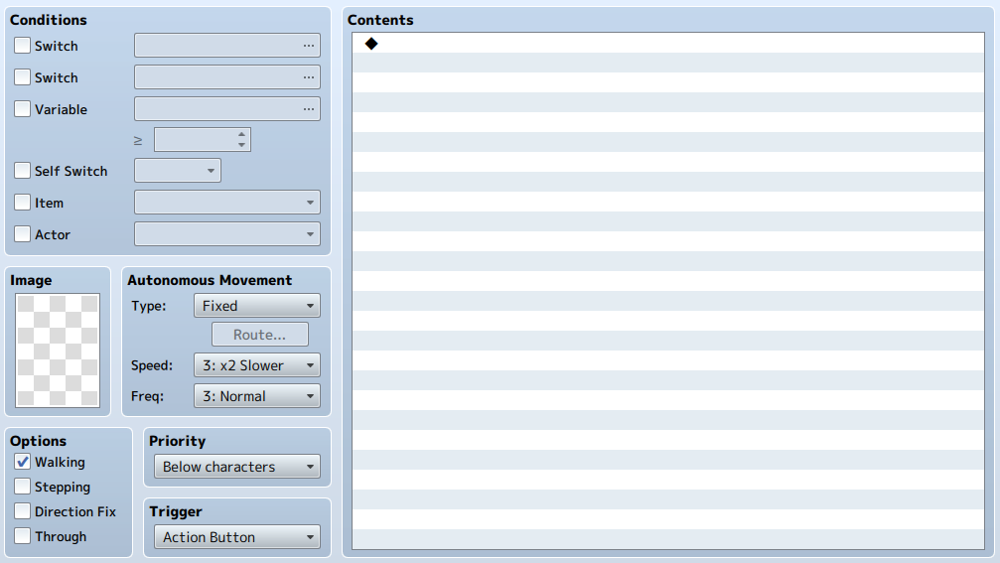 Conditions
Switch
...
Switch
...
Variable
...
≥
Self Switch
Item
Actor
Image
Autonomous Movement
Type: Fixed
Route...
Speed: 3: x2 Slower
Freq: 3: Normal
Options
Walking
Stepping
Direction Fix
Through
Priority
Below characters
Trigger
Action Button
Contents
◆